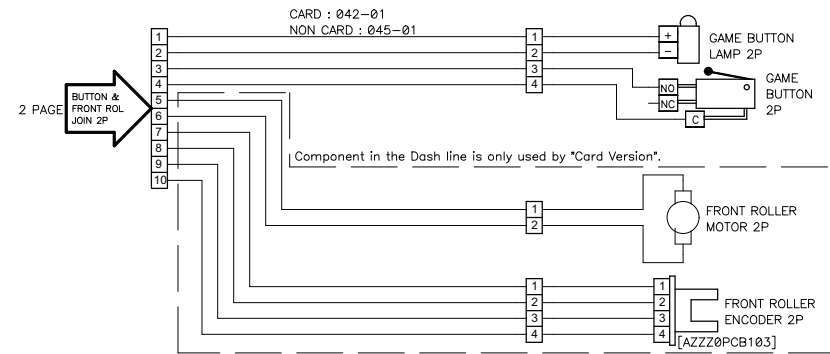 CARD : 042-01
NON CARD : 045-01
1
2
3
4
5
6
7
8
9
10
2 PAGE
BUTTON &
FRONT ROL
JOIN 2P
1
2
3
4
+
−
GAME BUTTON
LAMP 2P
NO
NC
C
GAME
BUTTON
2P
Component in the Dash line is only used by "Card Version".
1
2
FRONT ROLLER
MOTOR 2P
1
2
3
4
1
2
3
4
FRONT ROLLER
ENCODER 2P
[AZZZ0PCB103]